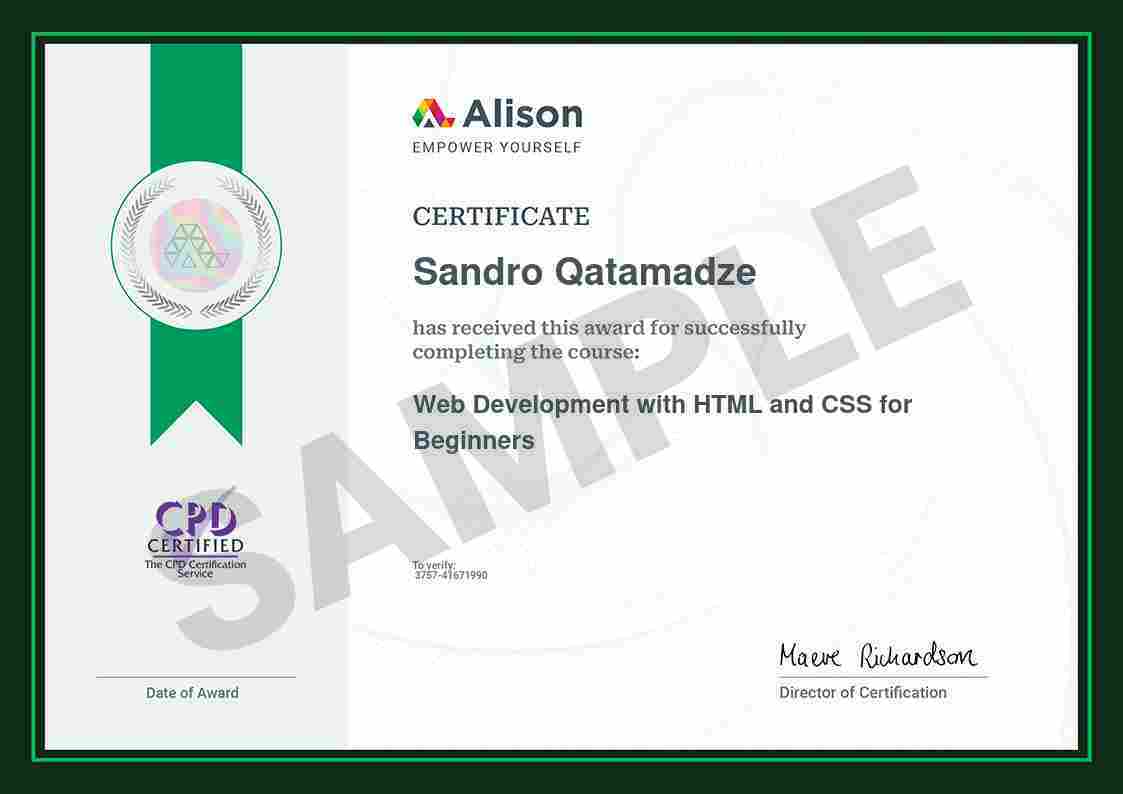 Alison
EMPOWER YOURSELF
CERTIFICATE
Sandro Qatamadze
has received this award for successfully
completing the course:
Web Development with HTML and CSS for
Beginners
SAMPLE
CPD
CERTIFIED
The CPD Certification
Service
To verify:
3757-41671990
Maeve Richardson
Date of Award
Director of Certification